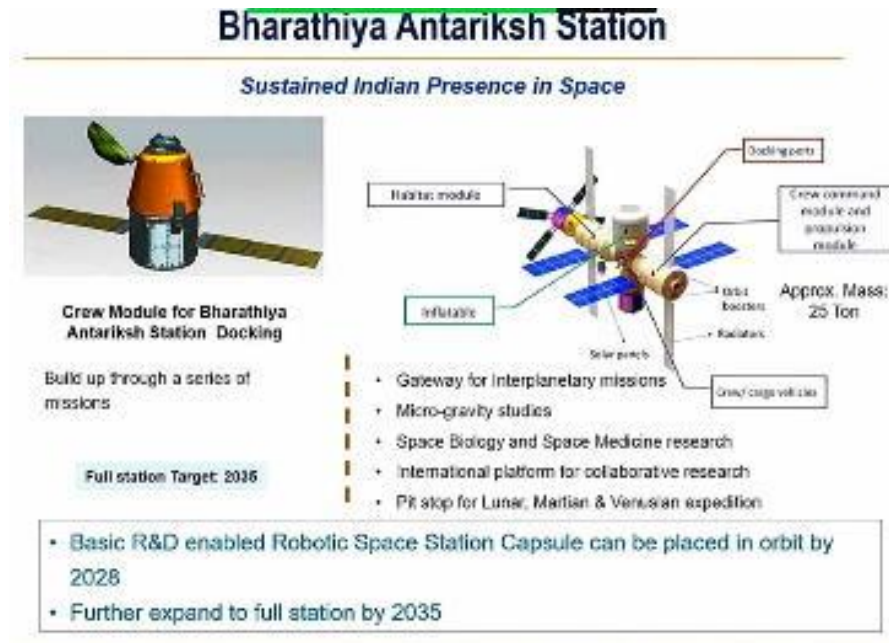 Bharathiya Antariksh Station
Sustained Indian Presence in Space
Crew Module for Bharathiya
Antariksh Station Docking
Build up through a series of
missions
Full station Target: 2035
Habitat module
Inflatable
Solar panels
Docking ports
Crew command
module and
propulsion
module
Orbit
boosters
Radiators
Approx. Mass:
25 Ton
Crew/ cargo vehicles
• Gateway for Interplanetary missions
• Micro-gravity studies
• Space Biology and Space Medicine research
• International platform for collaborative research
• Pit stop for Lunar, Martian & Venusian expedition
• Basic R&D enabled Robotic Space Station Capsule can be placed in orbit by
2028
• Further expand to full station by 2035